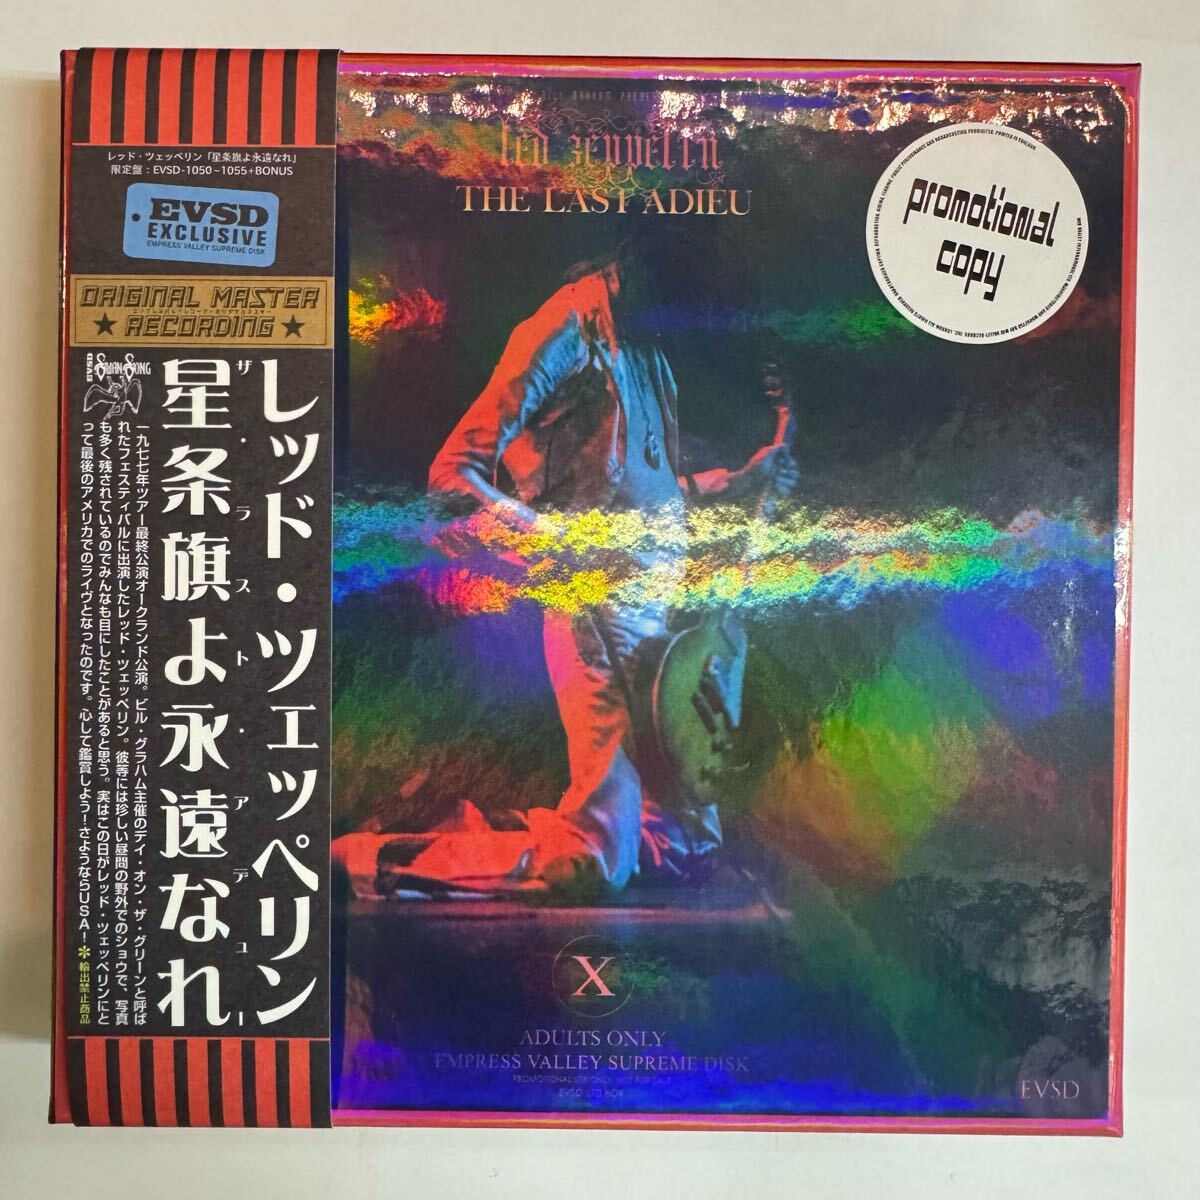 レッド・ツェッペリン「星条旗よ永遠なれ」
限定盤：EVSD-1050~1055+BONUS
EVSD
EXCLUSIVE
EMPRESS VALLEY SUPREME DISK
ORIGINAL MASTER
RECORDING
レッド・ツェッペリン
星条旗よ永遠なれ
ザ・ラスト・アデュー
EVSD
SWAN SONG
一九七七年ツアー最終公演オークランド公演。ビル・グラハム主催のデイ・オン・ザ・グリーンと呼ば
れたフェスティバルに出演したレッド・ツェッペリン。彼等には珍しい昼間の野外でのショウで、写真
も多く残されているのでみんなも目にしたことがあると思う。実はこの日がレッド・ツェッペリンにと
って最後のアメリカでのライヴとなったのです。心して鑑賞しよう！さようならUSA！✽輸出禁止商品
LED ZEPPELIN
THE LAST ADIEU
promotional
copy
X
ADULTS ONLY
EMPRESS VALLEY SUPREME DISK
PROMOTIONAL USE ONLY NOT FOR SALE
EVSD